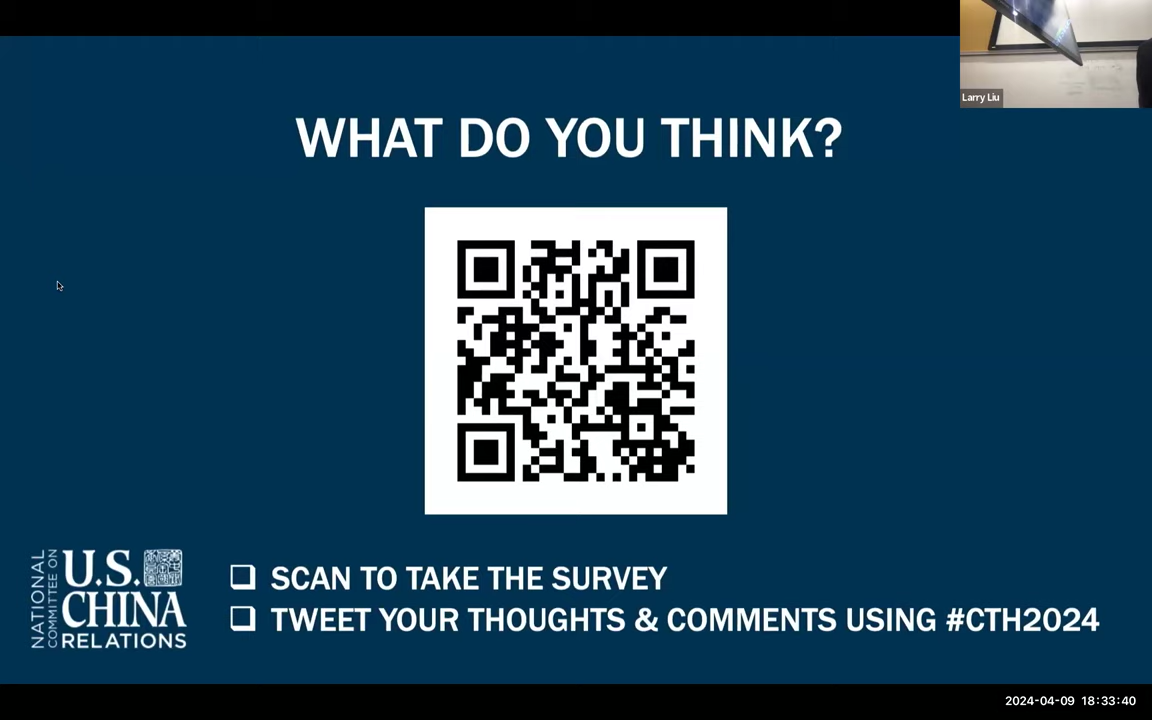 Larry Liu
WHAT DO YOU THINK?
NATIONAL
COMMITTEE ON
U.S.
CHINA
RELATIONS
❑ SCAN TO TAKE THE SURVEY
❑ TWEET YOUR THOUGHTS & COMMENTS USING #CTH2024
2024-04-09 18:33:40